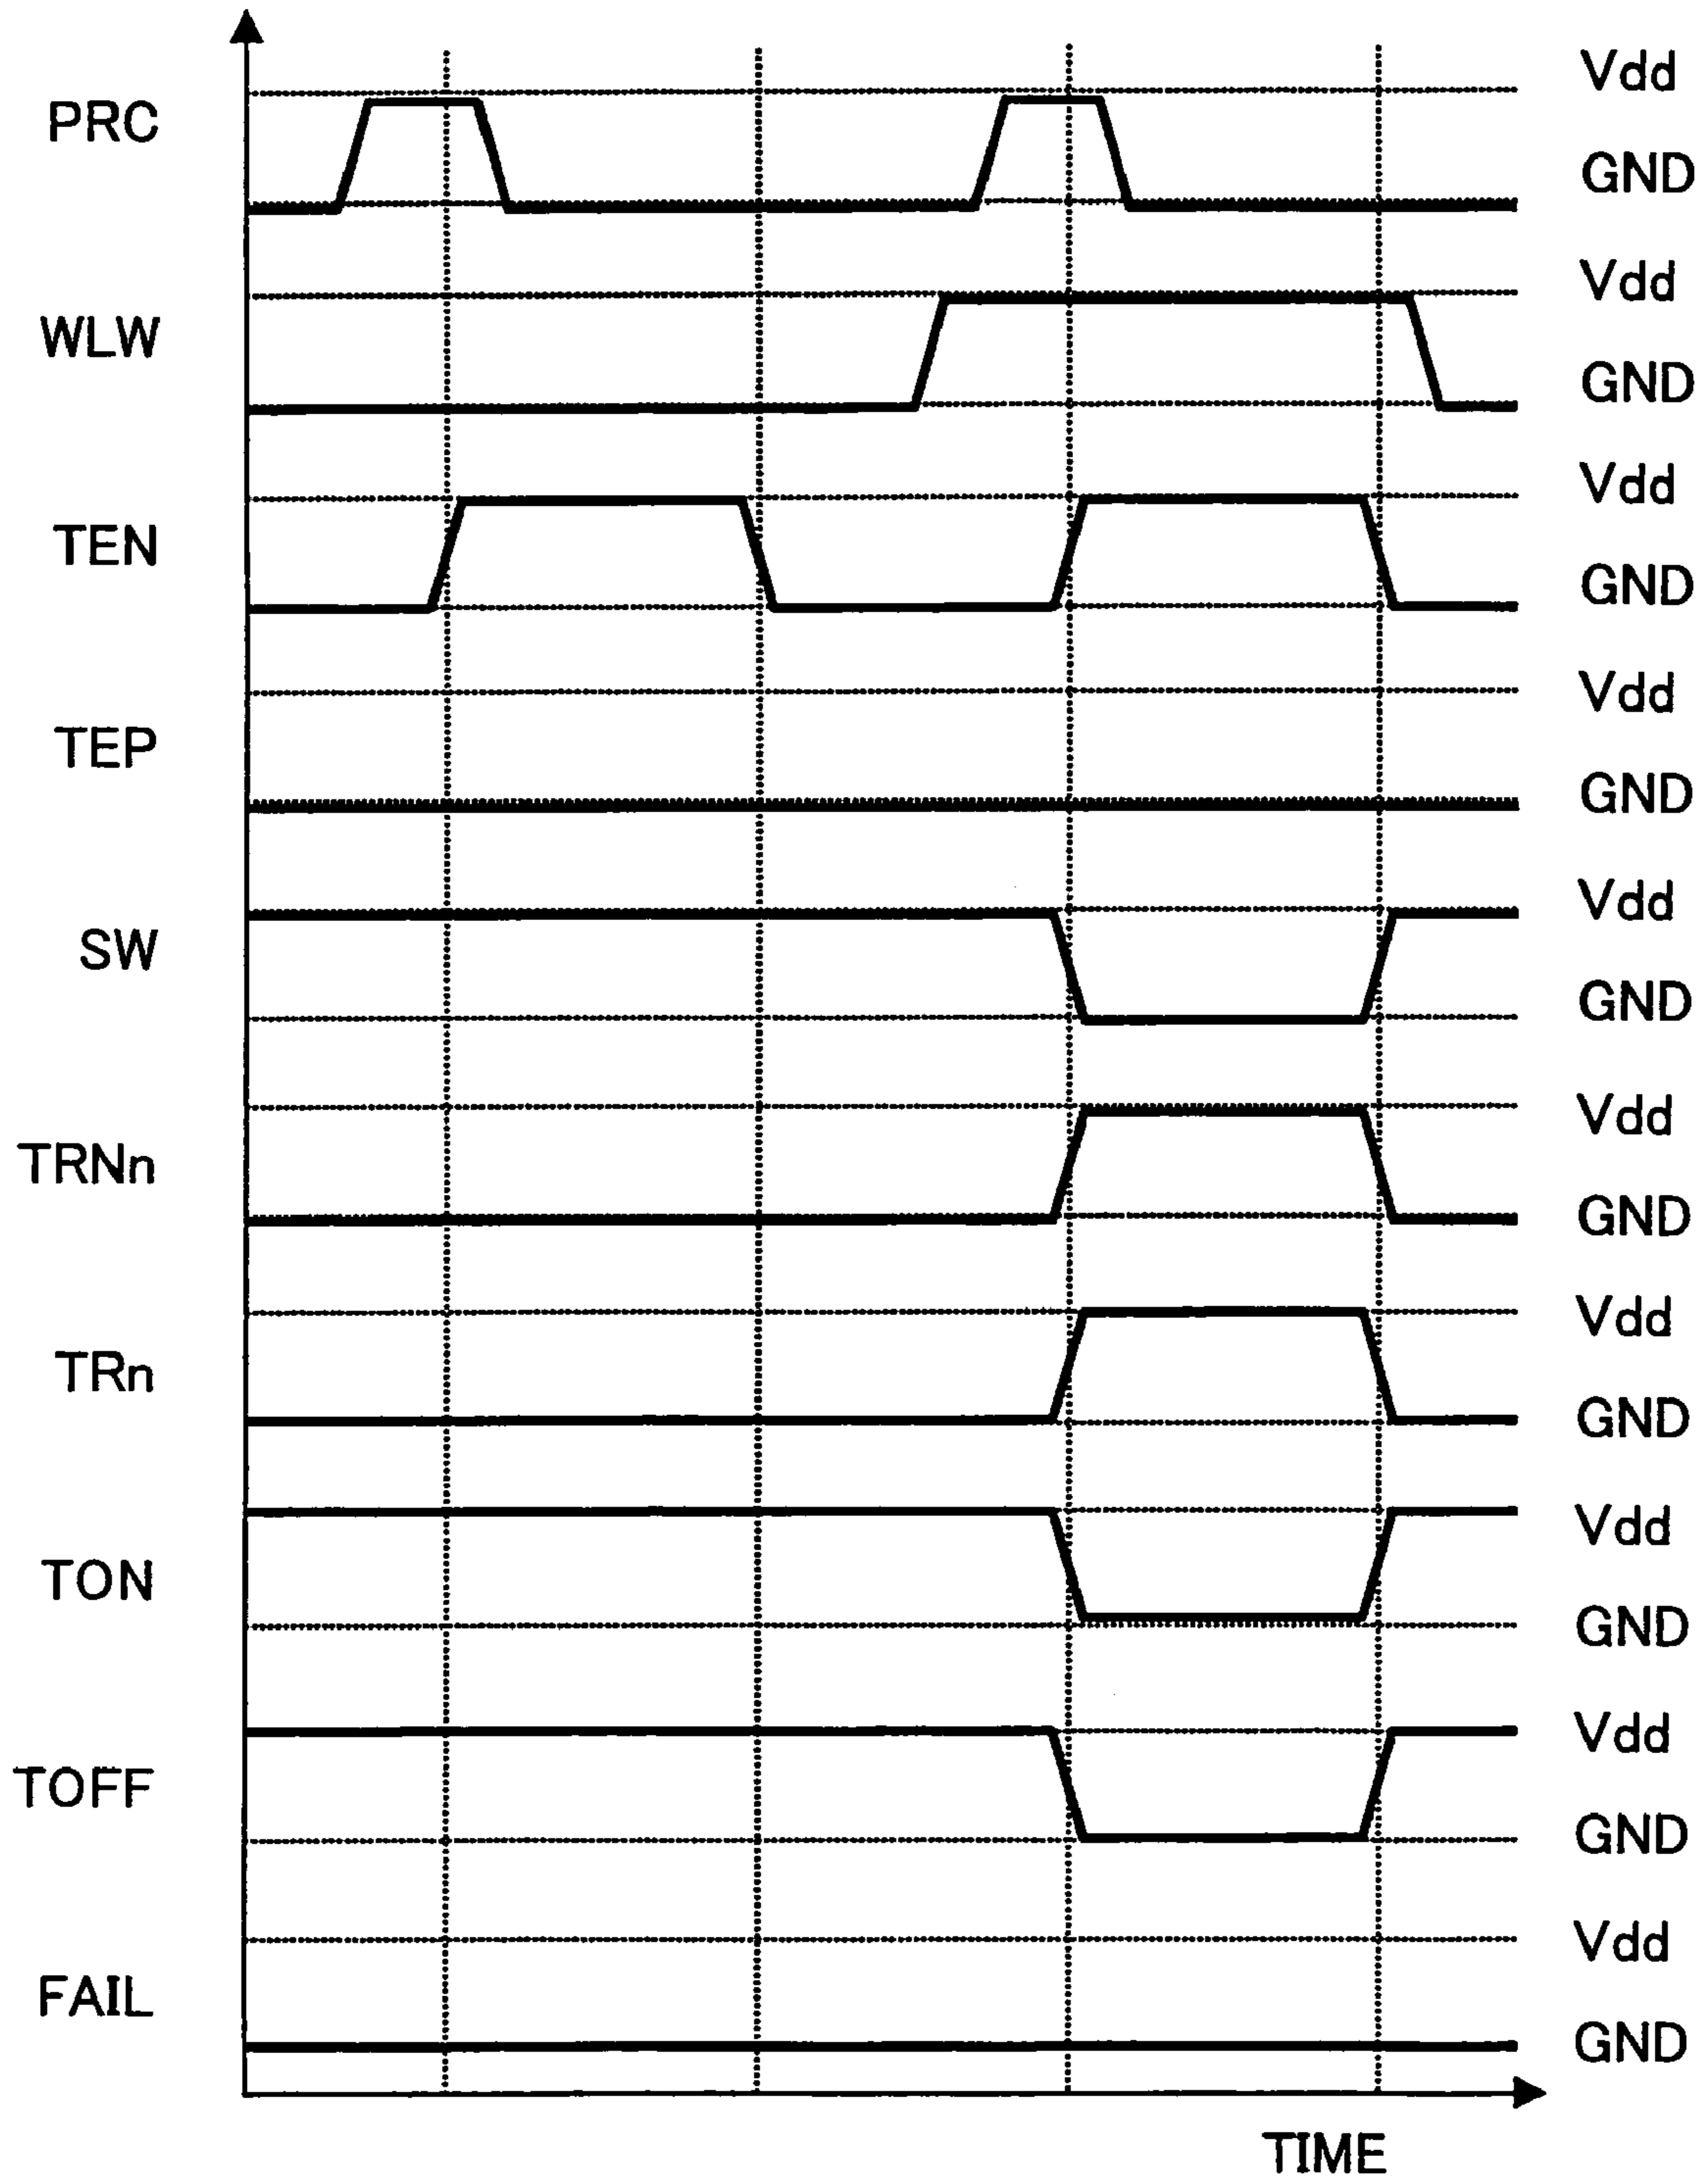 Vdd
PRC
GND
Vdd
WLW
GND
Vdd
TEN
GND
Vdd
TEP
GND
Vdd
SW
GND
Vdd
TRNn
GND
Vdd
TRn
GND
Vdd
TON
GND
Vdd
TOFF
GND
Vdd
FAIL
GND
TIME